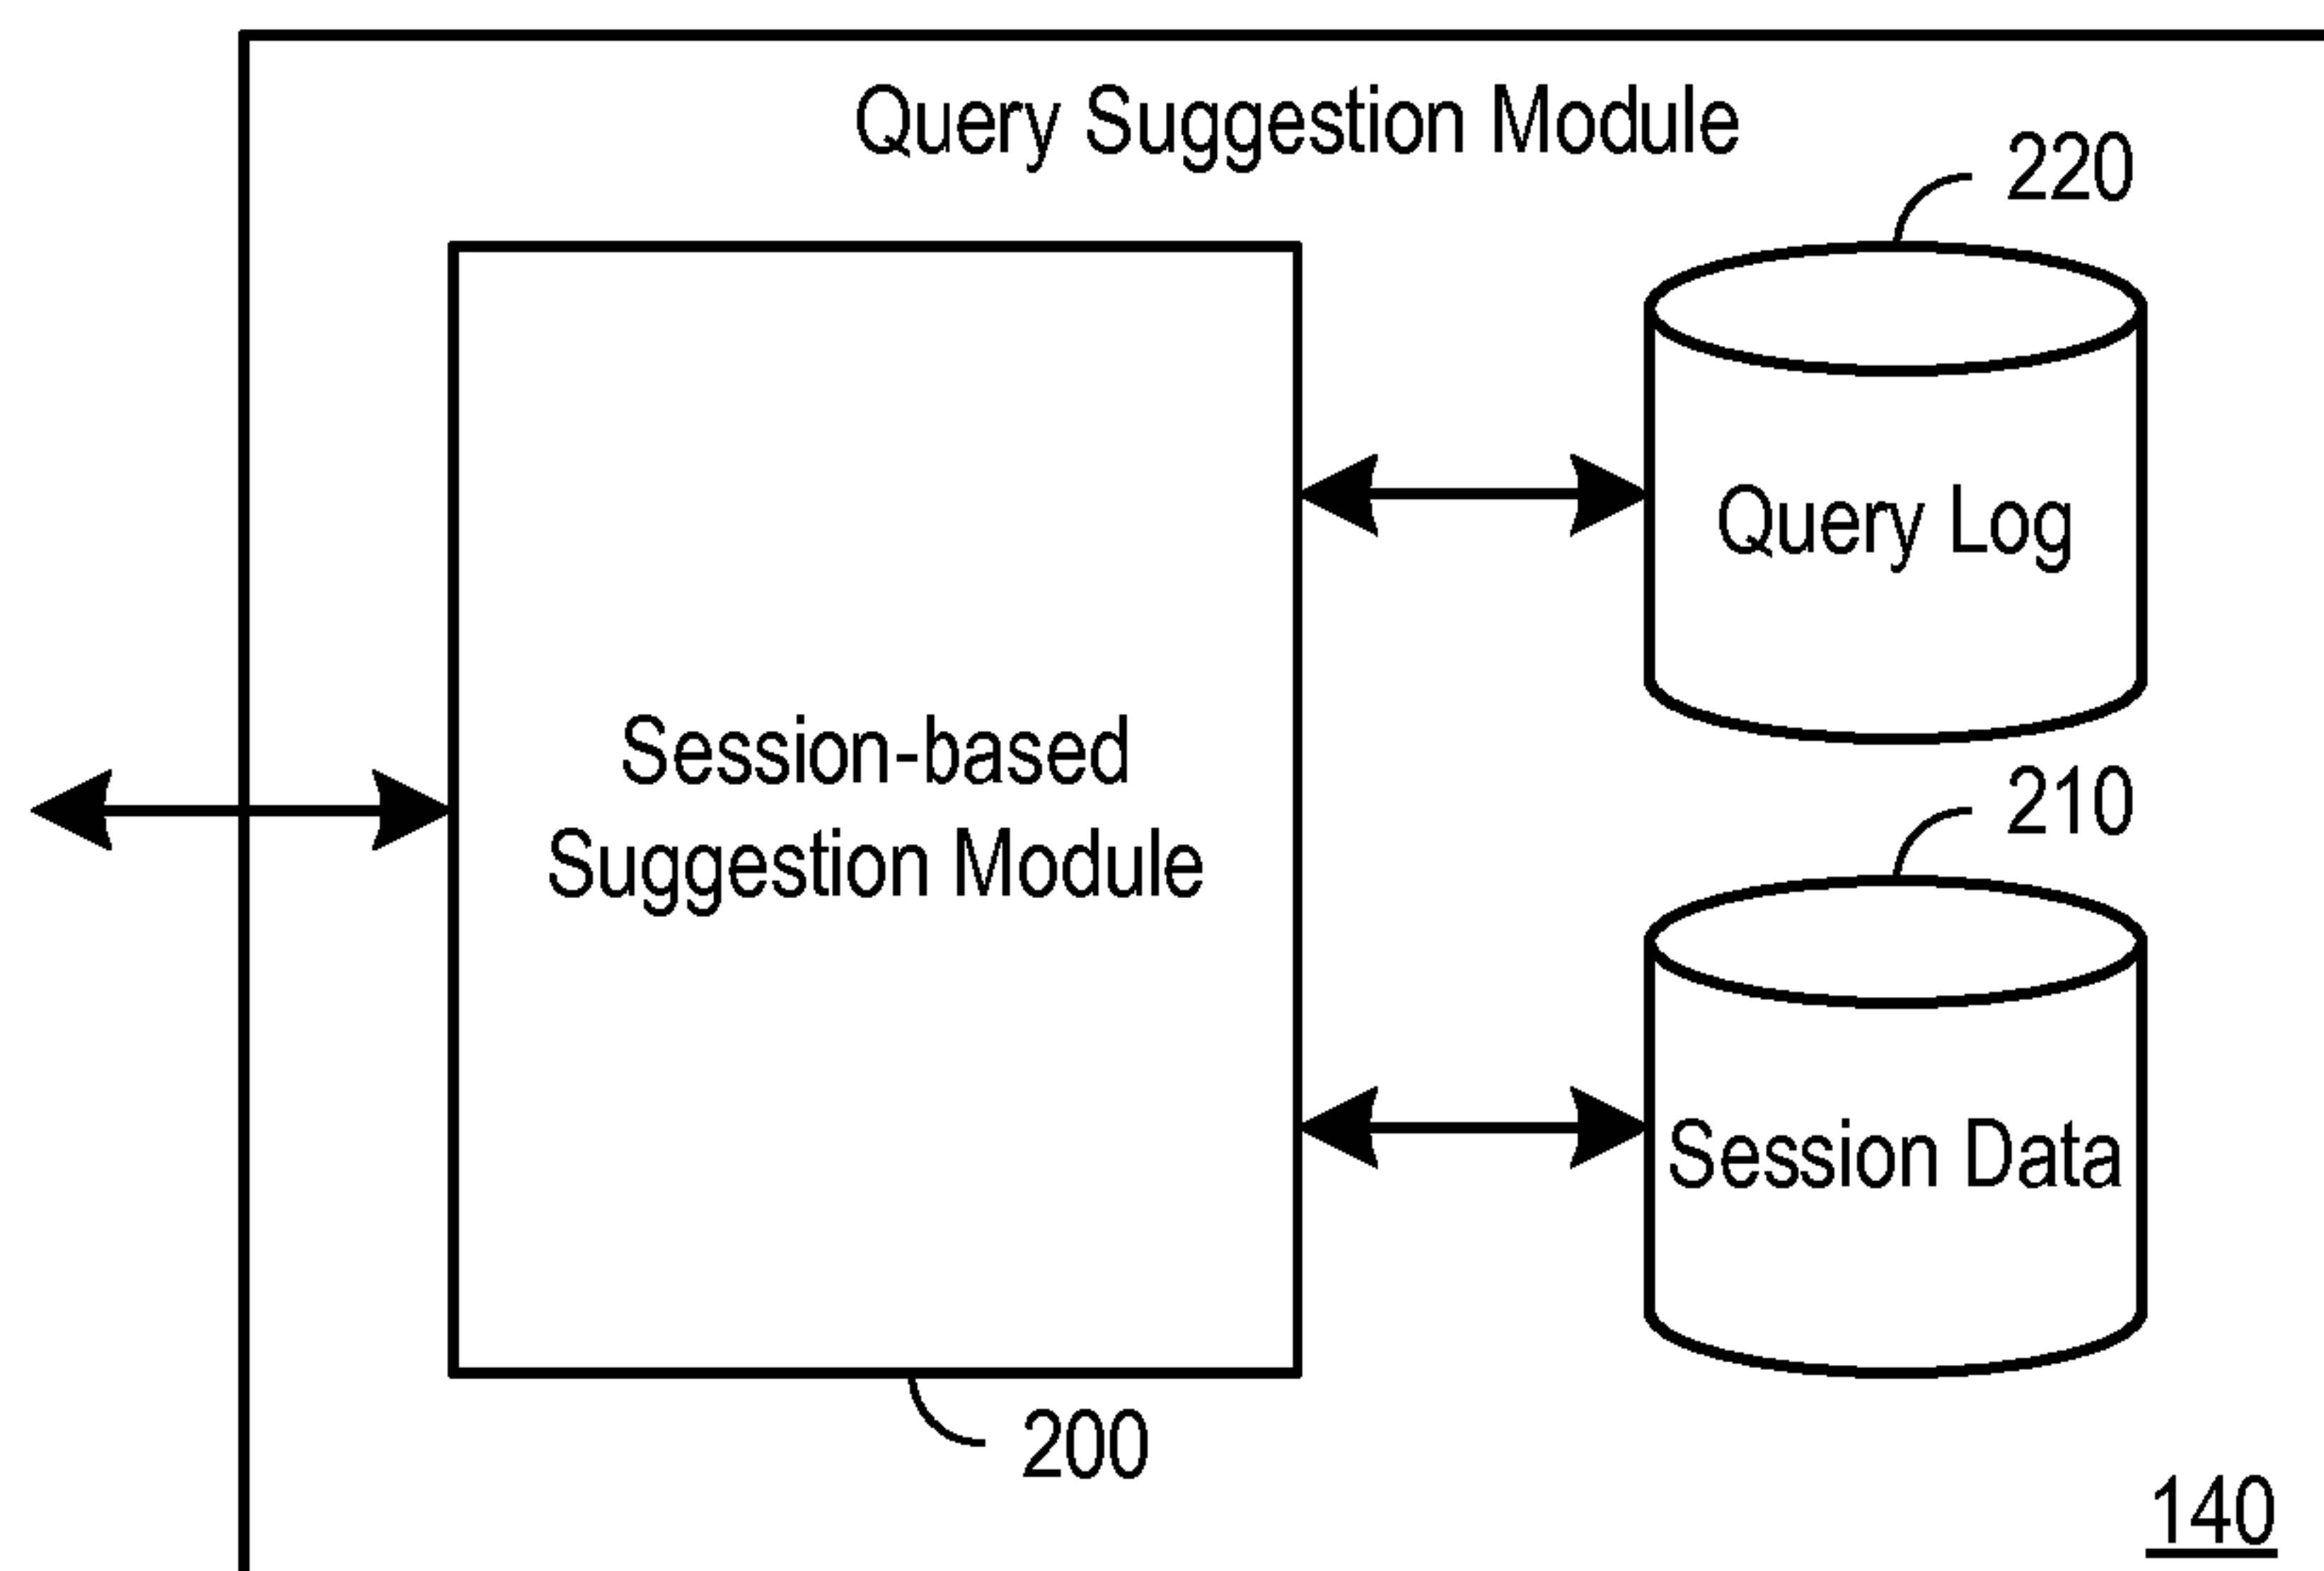 Query Suggestion Module
220
Query Log
Session-based
Suggestion Module
210
Session Data
200
140